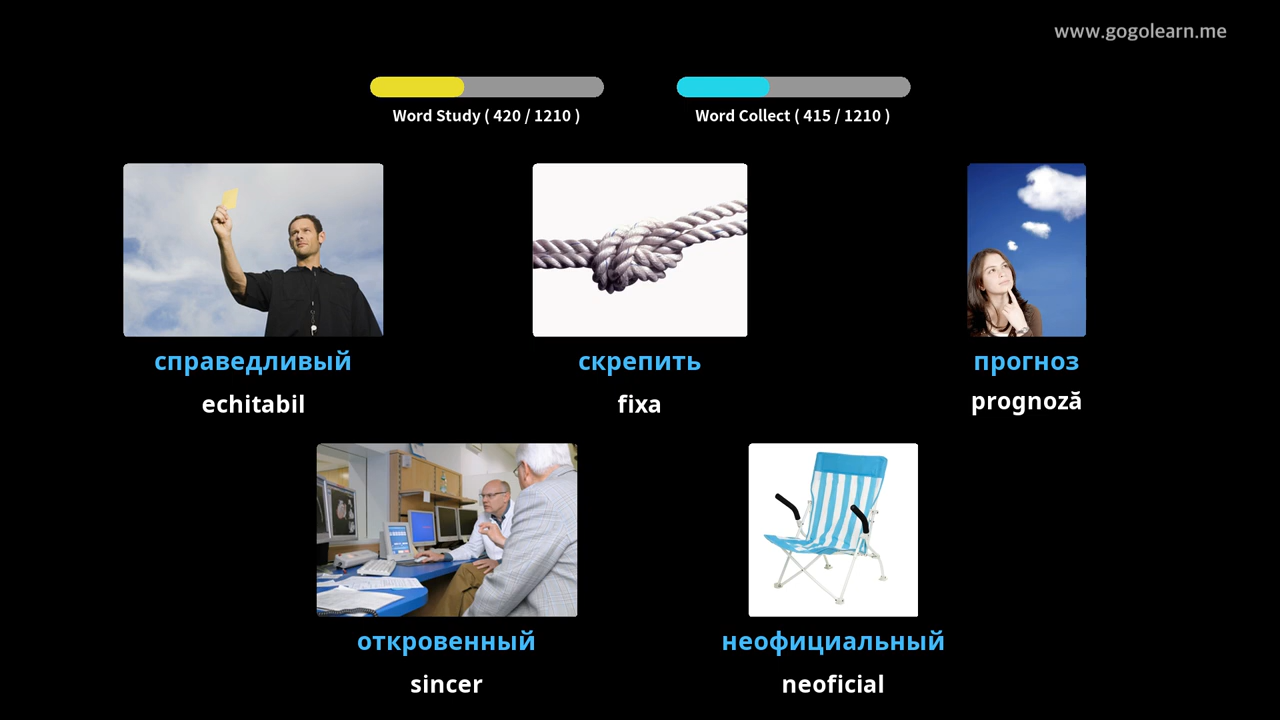 www.gogolearn.me
Word Study ( 420 / 1210 )
Word Collect ( 415 / 1210 )
справедливый
echitabil
скрепить
fixa
прогноз
prognoză
откровенный
sincer
неофициальный
neoficial